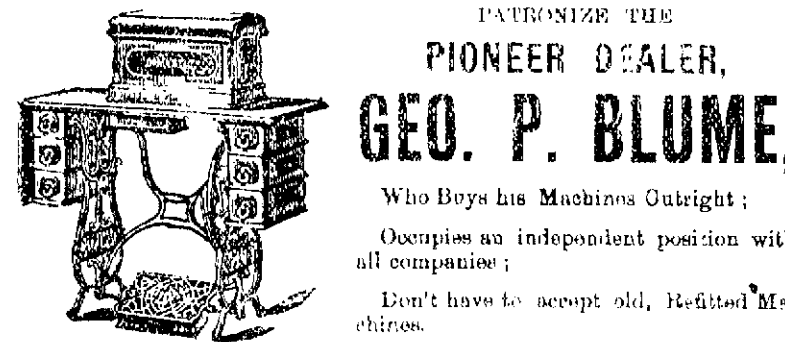 PATRONIZE THE
PIONEER DEALER,
GEO. P. BLUME,
Who Buys his Machines Outright ;
Occupies an independent position wit
all companies ;
Don't have to accept old, Refitted Ma
chines.